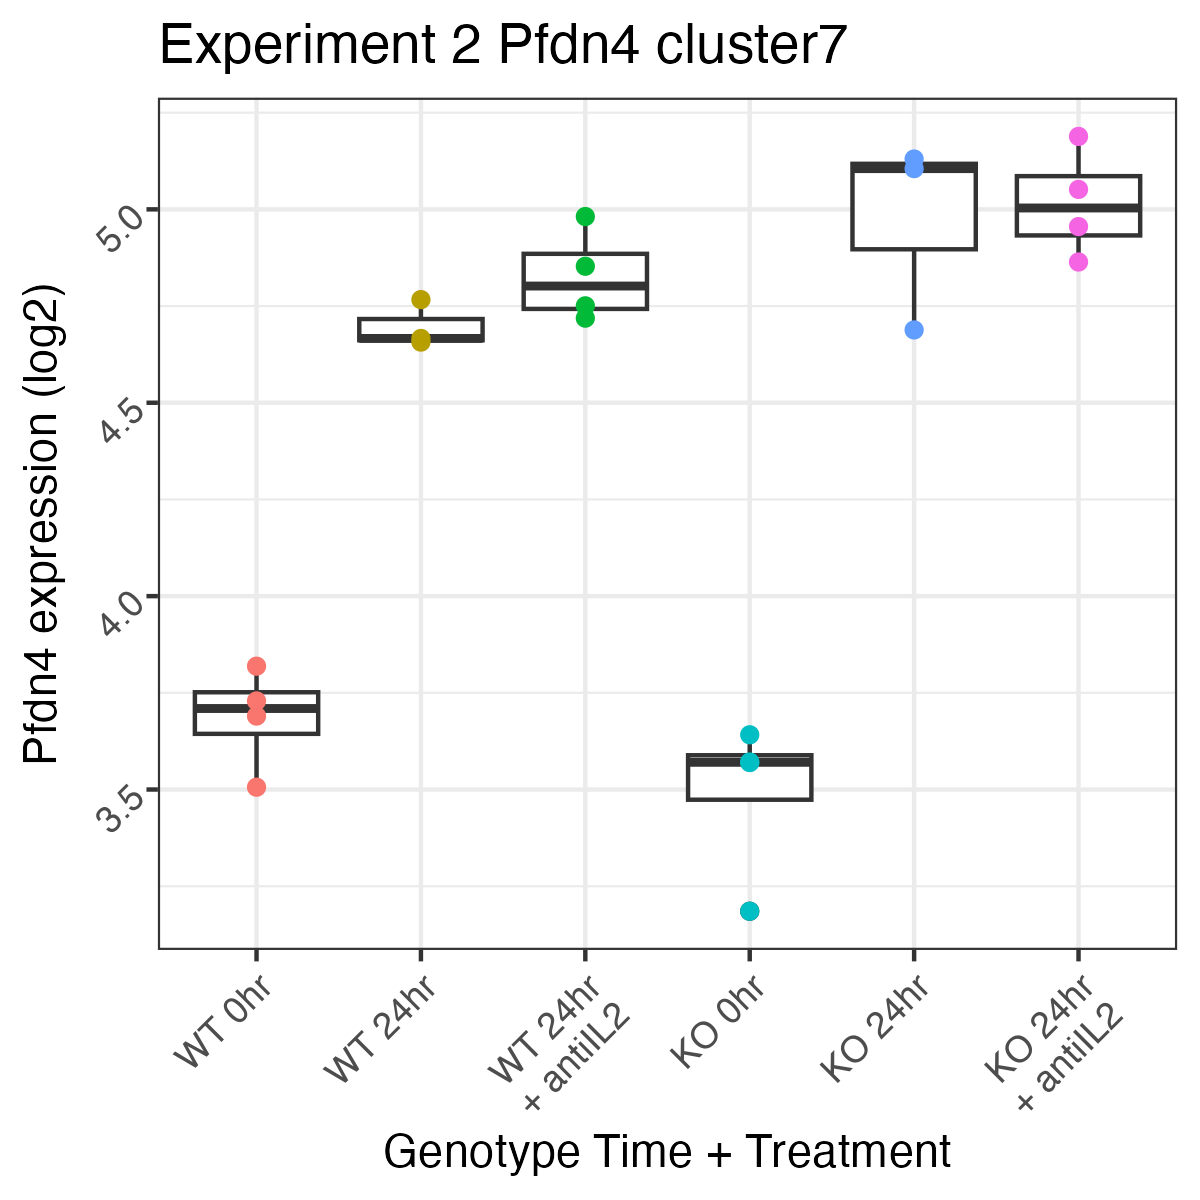 Experiment 2 Pfdn4 cluster7
Pfdn4 expression (log2)
5.0
4.5
4.0
3.5
WT 0hr
WT 24hr
WT 24hr
+ antiIL2
KO 0hr
KO 24hr
KO 24hr
+ antiIL2
Genotype Time + Treatment